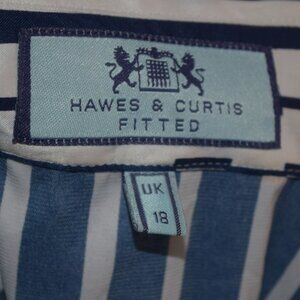 HAWES & CURTIS
FITTED
UK
18